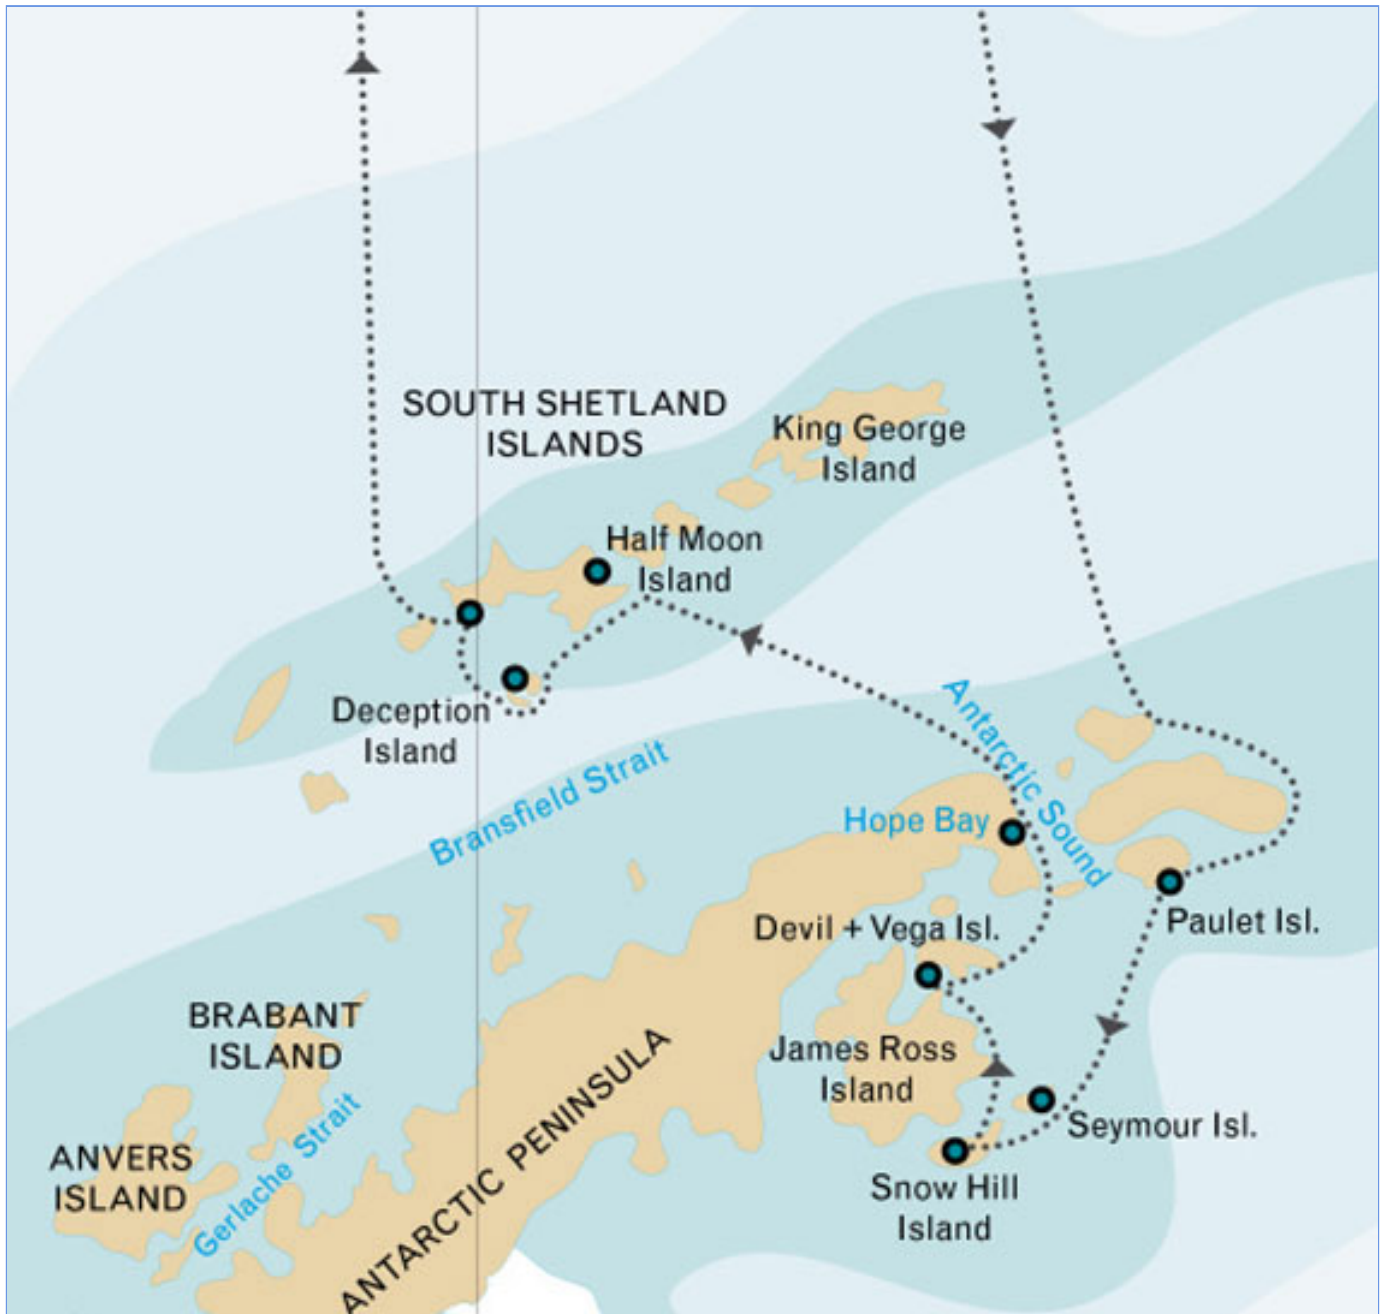 SOUTH SHETLAND
ISLANDS
King George
Island
Half Moon
Island
Deception
Island
Bransfield Strait
Antarctic Sound
Hope Bay
Paulet Isl.
Devil + Vega Isl.
BRABANT
ISLAND
James Ross
Island
Seymour Isl.
ANVERS
ISLAND
Gerlache Strait
ANTARCTIC PENINSULA
Snow Hill
Island